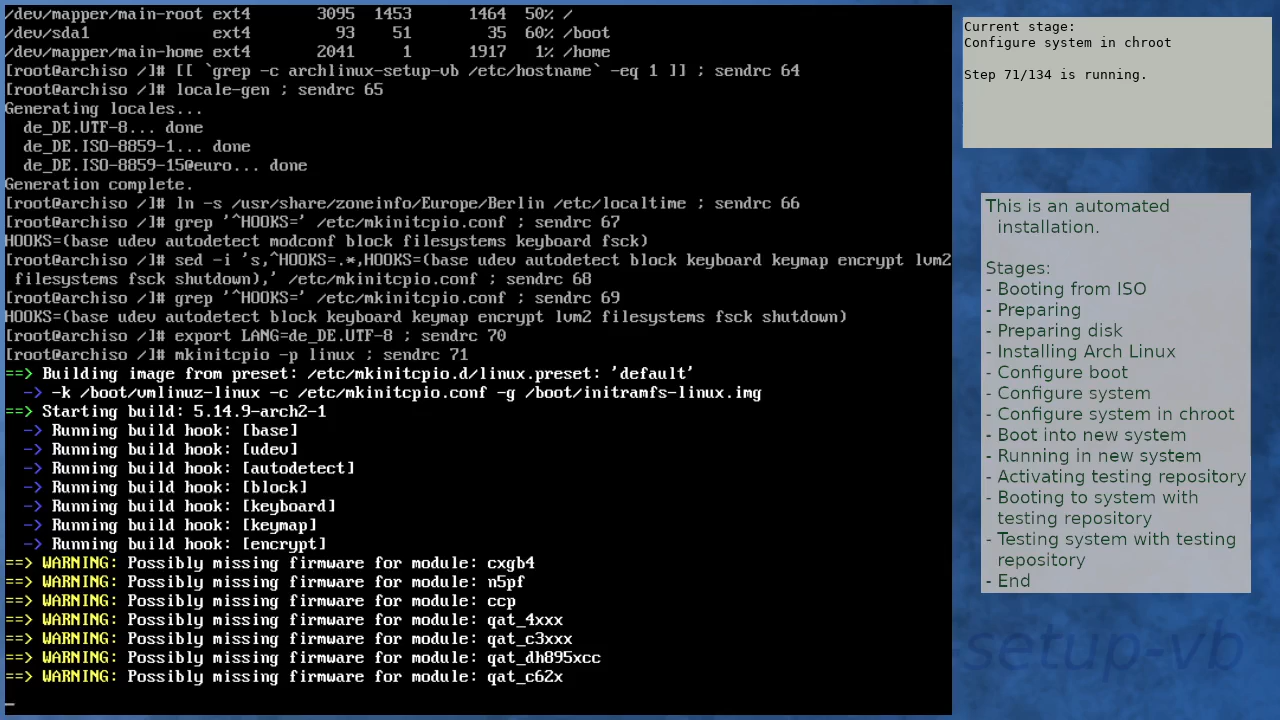 /dev/mapper/main-root ext4       3095  1453      1464  50% /
/dev/sda1             ext4         93    51        35  60% /boot
/dev/mapper/main-home ext4       2041     1      1917   1% /home
[root@archiso /]# [[ `grep -c archlinux-setup-vb /etc/hostname` -eq 1 ]] ; sendrc 64
[root@archiso /]# locale-gen ; sendrc 65
Generating locales...
  de_DE.UTF-8... done
  de_DE.ISO-8859-1... done
  de_DE.ISO-8859-15@euro... done
Generation complete.
[root@archiso /]# ln -s /usr/share/zoneinfo/Europe/Berlin /etc/localtime ; sendrc 66
[root@archiso /]# grep '^HOOKS=' /etc/mkinitcpio.conf ; sendrc 67
HOOKS=(base udev autodetect modconf block filesystems keyboard fsck)
[root@archiso /]# sed -i 's,^HOOKS=.*,HOOKS=(base udev autodetect block keyboard keymap encrypt lvm2
 filesystems fsck shutdown),' /etc/mkinitcpio.conf ; sendrc 68
[root@archiso /]# grep '^HOOKS=' /etc/mkinitcpio.conf ; sendrc 69
HOOKS=(base udev autodetect block keyboard keymap encrypt lvm2 filesystems fsck shutdown)
[root@archiso /]# export LANG=de_DE.UTF-8 ; sendrc 70
[root@archiso /]# mkinitcpio -p linux ; sendrc 71
==> Building image from preset: /etc/mkinitcpio.d/linux.preset: 'default'
  -> -k /boot/vmlinuz-linux -c /etc/mkinitcpio.conf -g /boot/initramfs-linux.img
==> Starting build: 5.14.9-arch2-1
  -> Running build hook: [base]
  -> Running build hook: [udev]
  -> Running build hook: [autodetect]
  -> Running build hook: [block]
  -> Running build hook: [keyboard]
  -> Running build hook: [keymap]
  -> Running build hook: [encrypt]
==> WARNING: Possibly missing firmware for module: cxgb4
==> WARNING: Possibly missing firmware for module: n5pf
==> WARNING: Possibly missing firmware for module: ccp
==> WARNING: Possibly missing firmware for module: qat_4xxx
==> WARNING: Possibly missing firmware for module: qat_c3xxx
==> WARNING: Possibly missing firmware for module: qat_dh895xcc
==> WARNING: Possibly missing firmware for module: qat_c62x
_
Current stage:
Configure system in chroot
Step 71/134 is running.
This is an automated
installation.
Stages:
- Booting from ISO
- Preparing
- Preparing disk
- Installing Arch Linux
- Configure boot
- Configure system
- Configure system in chroot
- Boot into new system
- Running in new system
- Activating testing repository
- Booting to system with
testing repository
- Testing system with testing
repository
- End
-setup-vb